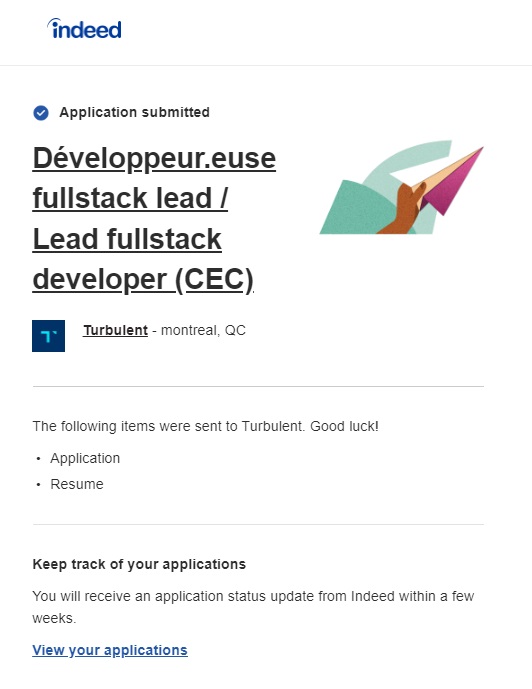 indeed
Application submitted
Développeur.euse
fullstack lead /
Lead fullstack
developer (CEC)
Turbulent - montreal, QC
The following items were sent to Turbulent. Good luck!
• Application
• Resume
Keep track of your applications
You will receive an application status update from Indeed within a few
weeks.
View your applications